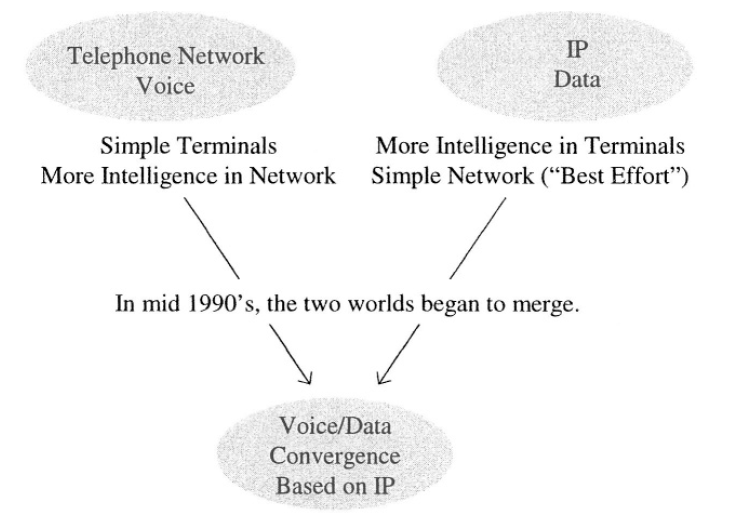 Telephone Network
Voice
IP
Data
Simple Terminals
More Intelligence in Network
More Intelligence in Terminals
Simple Network (“Best Effort”)
In mid 1990’s, the two worlds began to merge.
Voice/Data
Convergence
Based on IP